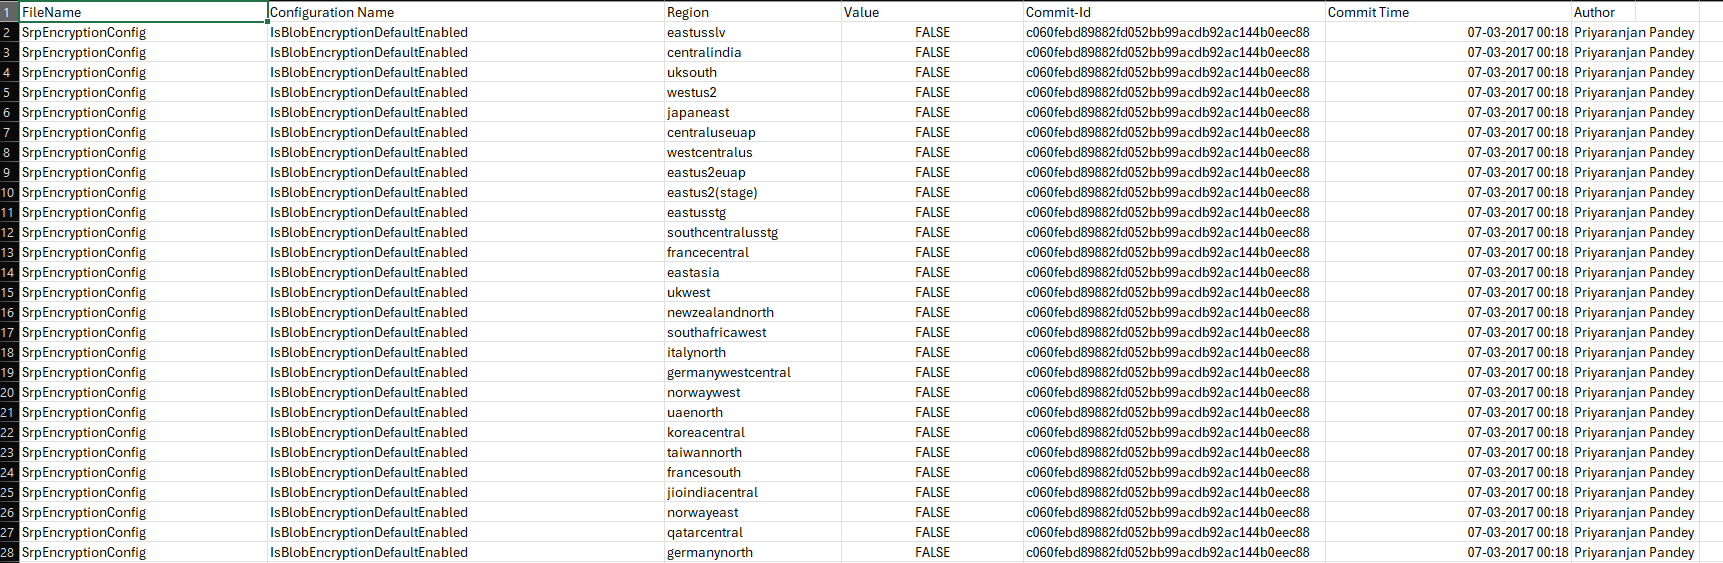 1 FileName Configuration Name Region Value Commit-Id Commit Time Author
2 SrpEncryptionConfig IsBlobEncryptionDefaultEnabled eastusslv FALSE c060febd89882fd052bb99acdb92ac144b0eec88 07-03-2017 00:18 Priyaranjan Pandey
3 SrpEncryptionConfig IsBlobEncryptionDefaultEnabled centralindia FALSE c060febd89882fd052bb99acdb92ac144b0eec88 07-03-2017 00:18 Priyaranjan Pandey
4 SrpEncryptionConfig IsBlobEncryptionDefaultEnabled uksouth FALSE c060febd89882fd052bb99acdb92ac144b0eec88 07-03-2017 00:18 Priyaranjan Pandey
5 SrpEncryptionConfig IsBlobEncryptionDefaultEnabled westus2 FALSE c060febd89882fd052bb99acdb92ac144b0eec88 07-03-2017 00:18 Priyaranjan Pandey
6 SrpEncryptionConfig IsBlobEncryptionDefaultEnabled japaneast FALSE c060febd89882fd052bb99acdb92ac144b0eec88 07-03-2017 00:18 Priyaranjan Pandey
7 SrpEncryptionConfig IsBlobEncryptionDefaultEnabled centraluseuap FALSE c060febd89882fd052bb99acdb92ac144b0eec88 07-03-2017 00:18 Priyaranjan Pandey
8 SrpEncryptionConfig IsBlobEncryptionDefaultEnabled westcentralus FALSE c060febd89882fd052bb99acdb92ac144b0eec88 07-03-2017 00:18 Priyaranjan Pandey
9 SrpEncryptionConfig IsBlobEncryptionDefaultEnabled eastus2euap FALSE c060febd89882fd052bb99acdb92ac144b0eec88 07-03-2017 00:18 Priyaranjan Pandey
10 SrpEncryptionConfig IsBlobEncryptionDefaultEnabled eastus2(stage) FALSE c060febd89882fd052bb99acdb92ac144b0eec88 07-03-2017 00:18 Priyaranjan Pandey
11 SrpEncryptionConfig IsBlobEncryptionDefaultEnabled eastusstg FALSE c060febd89882fd052bb99acdb92ac144b0eec88 07-03-2017 00:18 Priyaranjan Pandey
12 SrpEncryptionConfig IsBlobEncryptionDefaultEnabled southcentralusstg FALSE c060febd89882fd052bb99acdb92ac144b0eec88 07-03-2017 00:18 Priyaranjan Pandey
13 SrpEncryptionConfig IsBlobEncryptionDefaultEnabled francecentral FALSE c060febd89882fd052bb99acdb92ac144b0eec88 07-03-2017 00:18 Priyaranjan Pandey
14 SrpEncryptionConfig IsBlobEncryptionDefaultEnabled eastasia FALSE c060febd89882fd052bb99acdb92ac144b0eec88 07-03-2017 00:18 Priyaranjan Pandey
15 SrpEncryptionConfig IsBlobEncryptionDefaultEnabled ukwest FALSE c060febd89882fd052bb99acdb92ac144b0eec88 07-03-2017 00:18 Priyaranjan Pandey
16 SrpEncryptionConfig IsBlobEncryptionDefaultEnabled newzealandnorth FALSE c060febd89882fd052bb99acdb92ac144b0eec88 07-03-2017 00:18 Priyaranjan Pandey
17 SrpEncryptionConfig IsBlobEncryptionDefaultEnabled southafricawest FALSE c060febd89882fd052bb99acdb92ac144b0eec88 07-03-2017 00:18 Priyaranjan Pandey
18 SrpEncryptionConfig IsBlobEncryptionDefaultEnabled italynorth FALSE c060febd89882fd052bb99acdb92ac144b0eec88 07-03-2017 00:18 Priyaranjan Pandey
19 SrpEncryptionConfig IsBlobEncryptionDefaultEnabled germanywestcentral FALSE c060febd89882fd052bb99acdb92ac144b0eec88 07-03-2017 00:18 Priyaranjan Pandey
20 SrpEncryptionConfig IsBlobEncryptionDefaultEnabled norwaywest FALSE c060febd89882fd052bb99acdb92ac144b0eec88 07-03-2017 00:18 Priyaranjan Pandey
21 SrpEncryptionConfig IsBlobEncryptionDefaultEnabled uaenorth FALSE c060febd89882fd052bb99acdb92ac144b0eec88 07-03-2017 00:18 Priyaranjan Pandey
22 SrpEncryptionConfig IsBlobEncryptionDefaultEnabled koreacentral FALSE c060febd89882fd052bb99acdb92ac144b0eec88 07-03-2017 00:18 Priyaranjan Pandey
23 SrpEncryptionConfig IsBlobEncryptionDefaultEnabled taiwannorth FALSE c060febd89882fd052bb99acdb92ac144b0eec88 07-03-2017 00:18 Priyaranjan Pandey
24 SrpEncryptionConfig IsBlobEncryptionDefaultEnabled francesouth FALSE c060febd89882fd052bb99acdb92ac144b0eec88 07-03-2017 00:18 Priyaranjan Pandey
25 SrpEncryptionConfig IsBlobEncryptionDefaultEnabled jioindiacentral FALSE c060febd89882fd052bb99acdb92ac144b0eec88 07-03-2017 00:18 Priyaranjan Pandey
26 SrpEncryptionConfig IsBlobEncryptionDefaultEnabled norwayeast FALSE c060febd89882fd052bb99acdb92ac144b0eec88 07-03-2017 00:18 Priyaranjan Pandey
27 SrpEncryptionConfig IsBlobEncryptionDefaultEnabled qatarcentral FALSE c060febd89882fd052bb99acdb92ac144b0eec88 07-03-2017 00:18 Priyaranjan Pandey
28 SrpEncryptionConfig IsBlobEncryptionDefaultEnabled germanynorth FALSE c060febd89882fd052bb99acdb92ac144b0eec88 07-03-2017 00:18 Priyaranjan Pandey